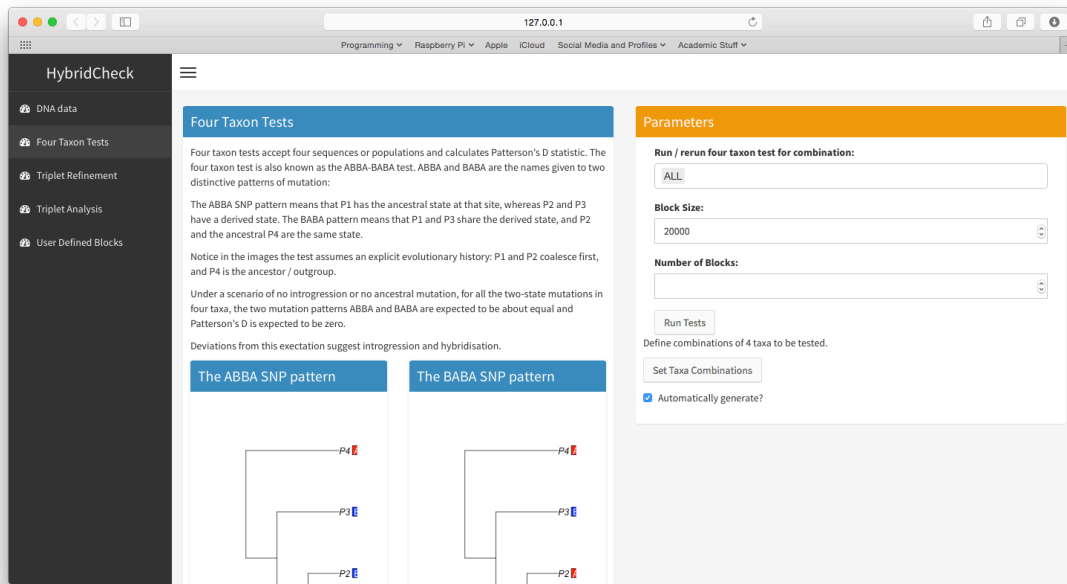 127.0.0.1
Programming
Raspberry Pi
Apple
iCloud
Social Media and Profiles
Academic Stuff
HybridCheck
DNA data
Four Taxon Tests
Triplet Refinement
Triplet Analysis
User Defined Blocks
Four Taxon Tests
Four taxon tests accept four sequences or populations and calculates Patterson's D statistic. The
four taxon test is also known as the ABBA-BABA test. ABBA and BABA are the names given to two
distinctive patterns of mutation:
The ABBA SNP pattern means that P1 has the ancestral state at that site, whereas P2 and P3
have a derived state. The BABA pattern means that P1 and P3 share the derived state, and P2
and the ancestral P4 are the same state.
Notice in the images the test assumes an explicit evolutionary history: P1 and P2 coalesce first,
and P4 is the ancestor / outgroup.
Under a scenario of no introgression or no ancestral mutation, for all the two-state mutations in
four taxa, the two mutation patterns ABBA and BABA are expected to be about equal and
Patterson's D is expected to be zero.
Deviations from this exectation suggest introgression and hybridisation.
The ABBA SNP pattern
P4 A
P3 B
P2 B
The BABA SNP pattern
P4 A
P3 B
P2 A
Parameters
Run / rerun four taxon test for combination:
ALL
Block Size:
20000
Number of Blocks:
Run Tests
Define combinations of 4 taxa to be tested.
Set Taxa Combinations
Automatically generate?